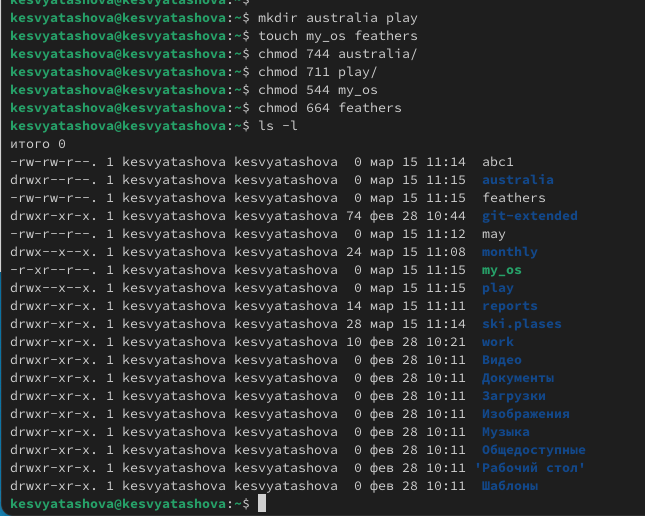 kesvyatashova@kesvyatashova:~$ mkdir australia play
kesvyatashova@kesvyatashova:~$ touch my_os feathers
kesvyatashova@kesvyatashova:~$ chmod 744 australia/
kesvyatashova@kesvyatashova:~$ chmod 711 play/
kesvyatashova@kesvyatashova:~$ chmod 544 my_os
kesvyatashova@kesvyatashova:~$ chmod 664 feathers
kesvyatashova@kesvyatashova:~$ ls -l
итого 0
-rw-rw-r--. 1 kesvyatashova kesvyatashova  0 мар 15 11:14  abc1
drwxr--r--. 1 kesvyatashova kesvyatashova  0 мар 15 11:15  australia
-rw-rw-r--. 1 kesvyatashova kesvyatashova  0 мар 15 11:15  feathers
drwxr-xr-x. 1 kesvyatashova kesvyatashova 74 фев 28 10:44  git-extended
-rw-r--r--. 1 kesvyatashova kesvyatashova  0 мар 15 11:12  may
drwx--x--x. 1 kesvyatashova kesvyatashova 24 мар 15 11:08  monthly
-r-xr--r--. 1 kesvyatashova kesvyatashova  0 мар 15 11:15  my_os
drwx--x--x. 1 kesvyatashova kesvyatashova  0 мар 15 11:15  play
drwxr-xr-x. 1 kesvyatashova kesvyatashova 14 мар 15 11:11  reports
drwxr-xr-x. 1 kesvyatashova kesvyatashova 28 мар 15 11:14  ski.plases
drwxr-xr-x. 1 kesvyatashova kesvyatashova 10 фев 28 10:21  work
drwxr-xr-x. 1 kesvyatashova kesvyatashova  0 фев 28 10:11  Видео
drwxr-xr-x. 1 kesvyatashova kesvyatashova  0 фев 28 10:11  Документы
drwxr-xr-x. 1 kesvyatashova kesvyatashova  0 фев 28 10:11  Загрузки
drwxr-xr-x. 1 kesvyatashova kesvyatashova  0 фев 28 10:11  Изображения
drwxr-xr-x. 1 kesvyatashova kesvyatashova  0 фев 28 10:11  Музыка
drwxr-xr-x. 1 kesvyatashova kesvyatashova  0 фев 28 10:11  Общедоступные
drwxr-xr-x. 1 kesvyatashova kesvyatashova  0 фев 28 10:11 'Рабочий стол'
drwxr-xr-x. 1 kesvyatashova kesvyatashova  0 фев 28 10:11  Шаблоны
kesvyatashova@kesvyatashova:~$